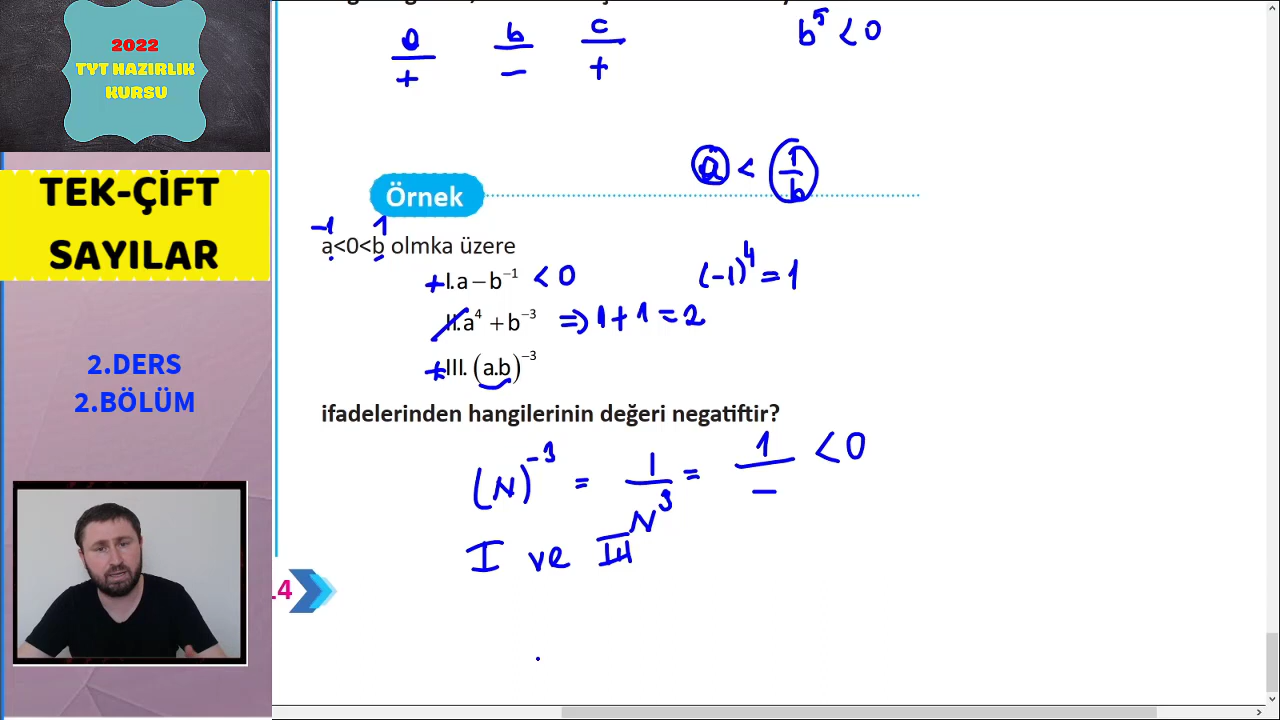 2022
TYT HAZIRLIK
KURSU
TEK-ÇİFT
SAYILAR
2.DERS
2.BÖLÜM
a b c
+ − +
b⁵ < 0
a < 1/b
Örnek
-1 1
a<0<b olmka üzere
+ I. a − b⁻¹ < 0
(-1)⁴ = 1
II. a⁴ + b⁻³ ⇒ 1 + 1 = 2
+ III. (a.b)⁻³
ifadelerinden hangilerinin değeri negatiftir?
(N)⁻³ = 1/N³ = 1/− < 0
I ve III
14